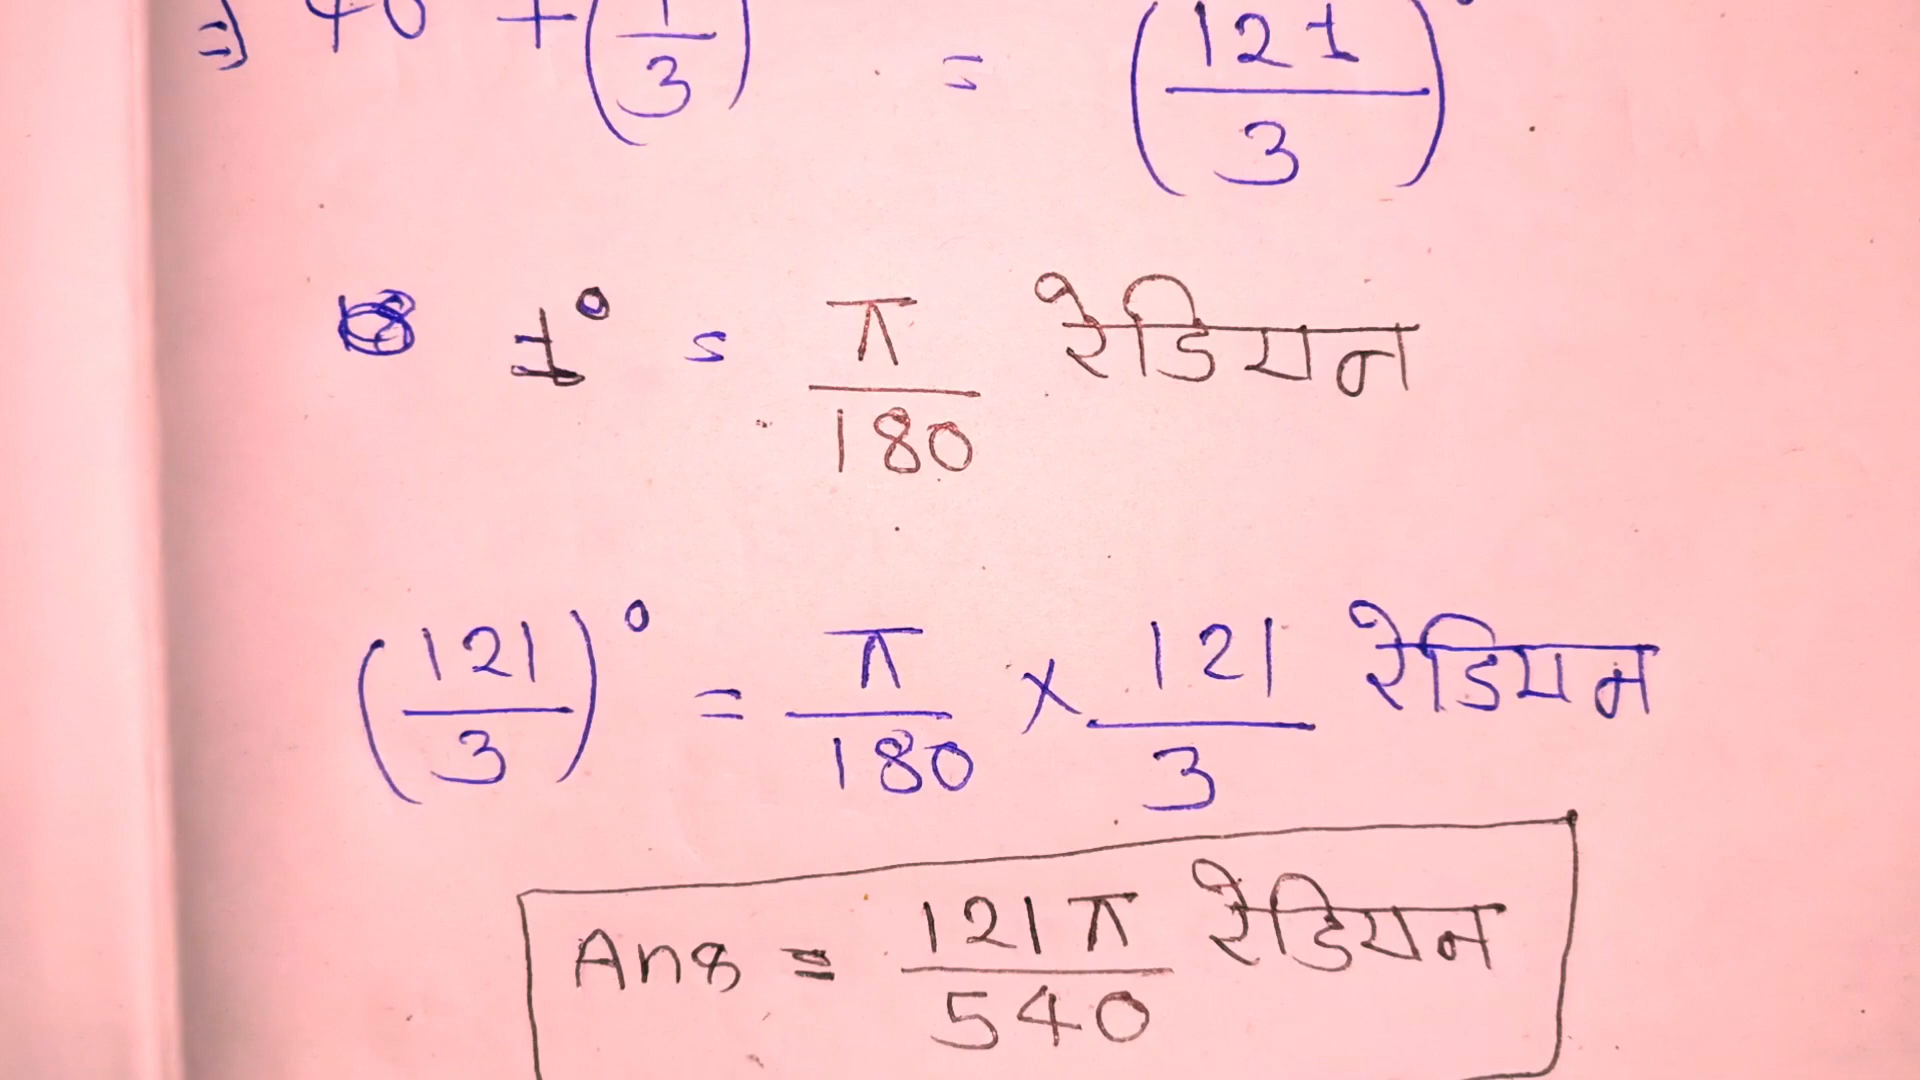 ⇒ 40 + (1/3) = (121/3)°
1° = π/180 रेडियन
(121/3)° = π/180 × 121/3 रेडियन
Ans = 121π/540 रेडियन